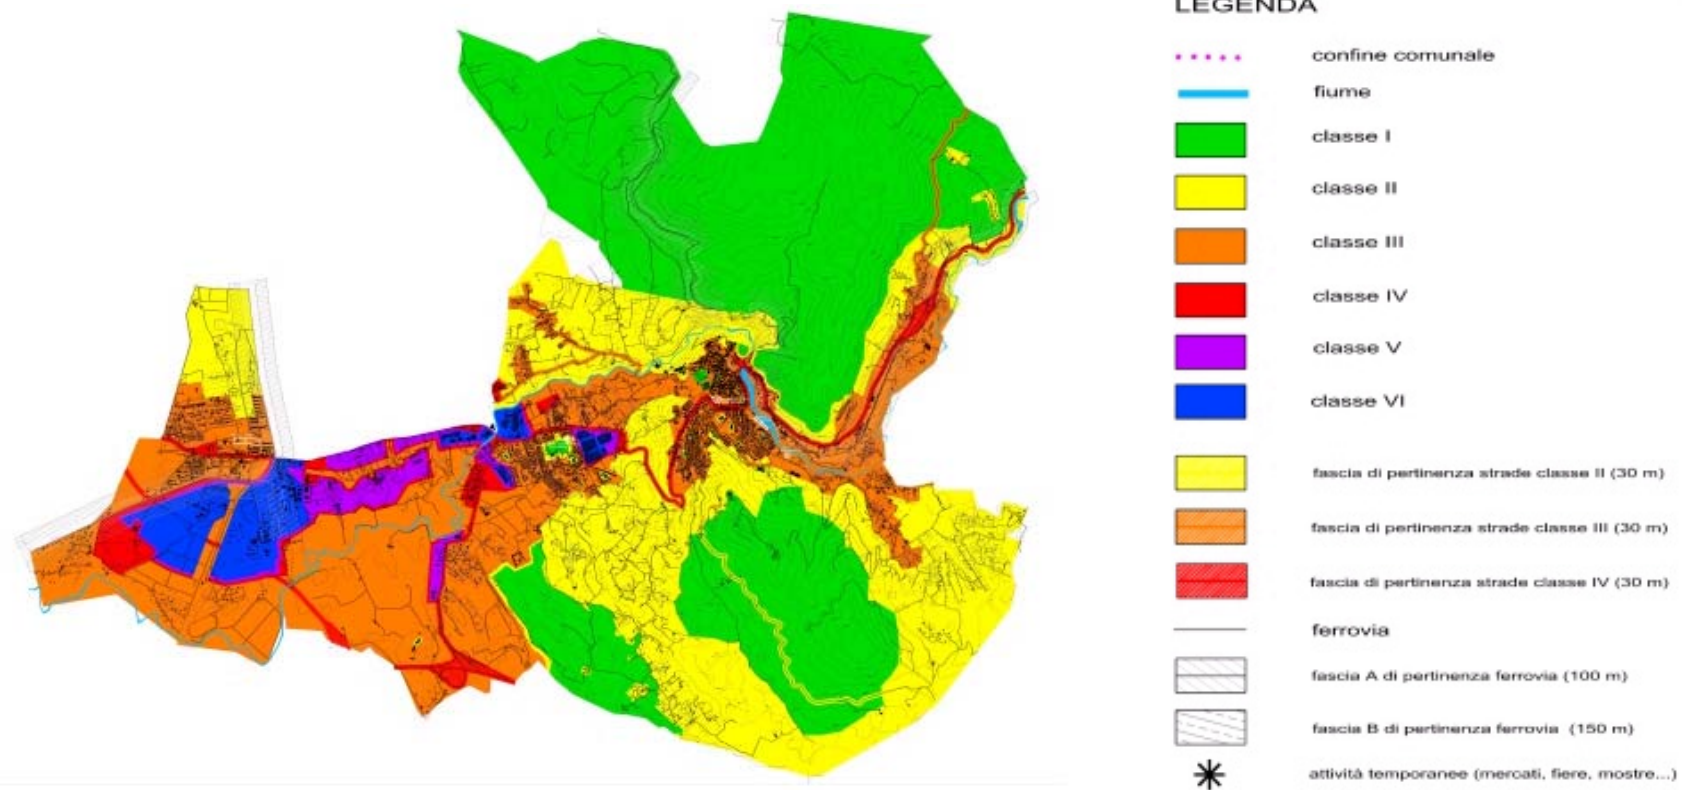 LEGENDA
confine comunale
fiume
classe I
classe II
classe III
classe IV
classe V
classe VI
fascia di pertinenza strade classe II (30 m)
fascia di pertinenza strade classe III (30 m)
fascia di pertinenza strade classe IV (30 m)
ferrovia
fascia A di pertinenza ferrovia (100 m)
fascia B di pertinenza ferrovia (150 m)
attività temporanee (mercati, fiere, mostre...)